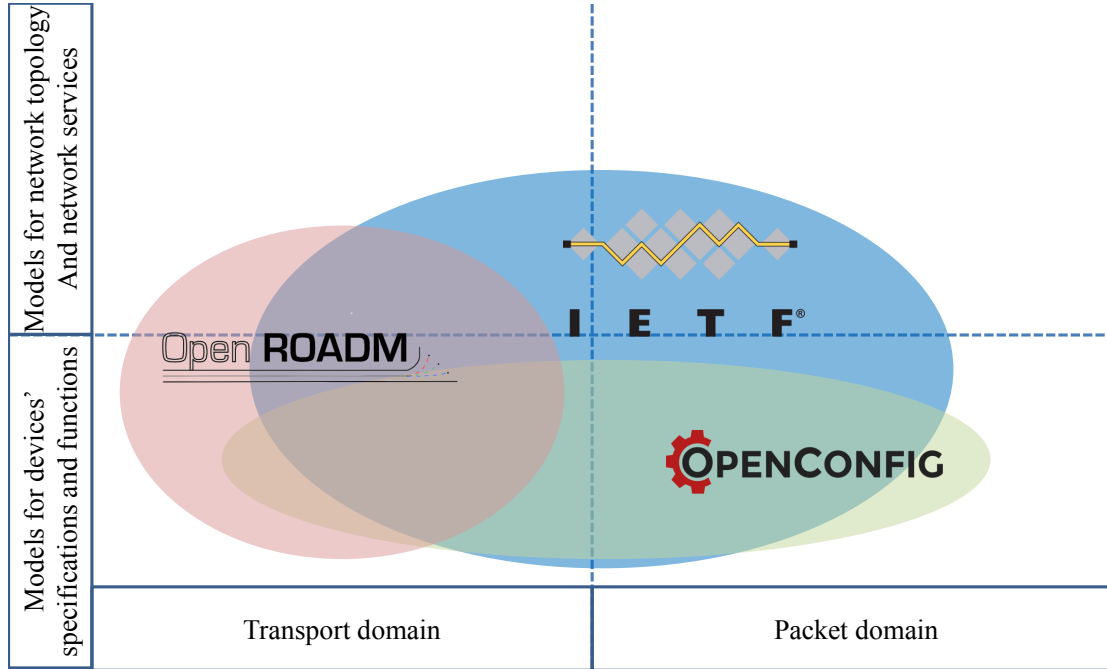 Models for network topology
And network services
IETF®
Open ROADM
OPENCONFIG
Models for devices’
specifications and functions
Transport domain
Packet domain